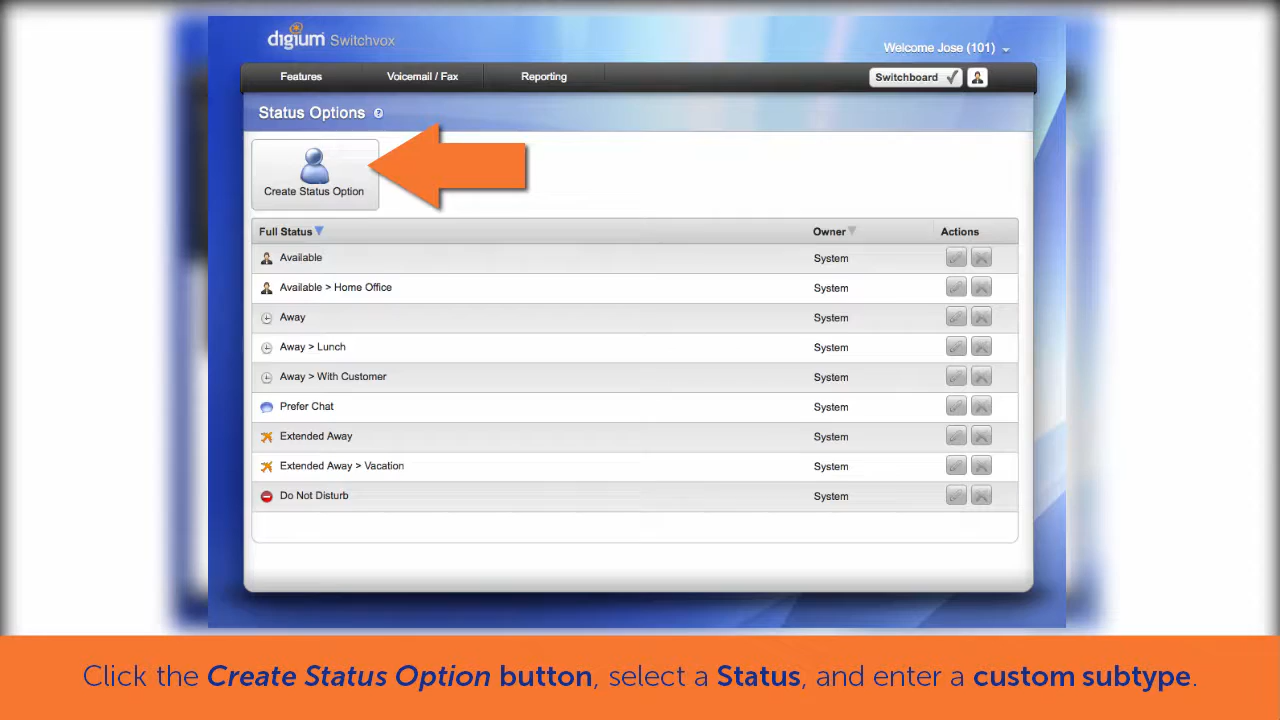 digium Switchvox
Welcome Jose (101)
Features Voicemail / Fax Reporting Switchboard
Status Options ?
Create Status Option
Full Status Owner Actions
Available System
Available > Home Office System
Away System
Away > Lunch System
Away > With Customer System
Prefer Chat System
Extended Away System
Extended Away > Vacation System
Do Not Disturb System
Click the Create Status Option button, select a Status, and enter a custom subtype.